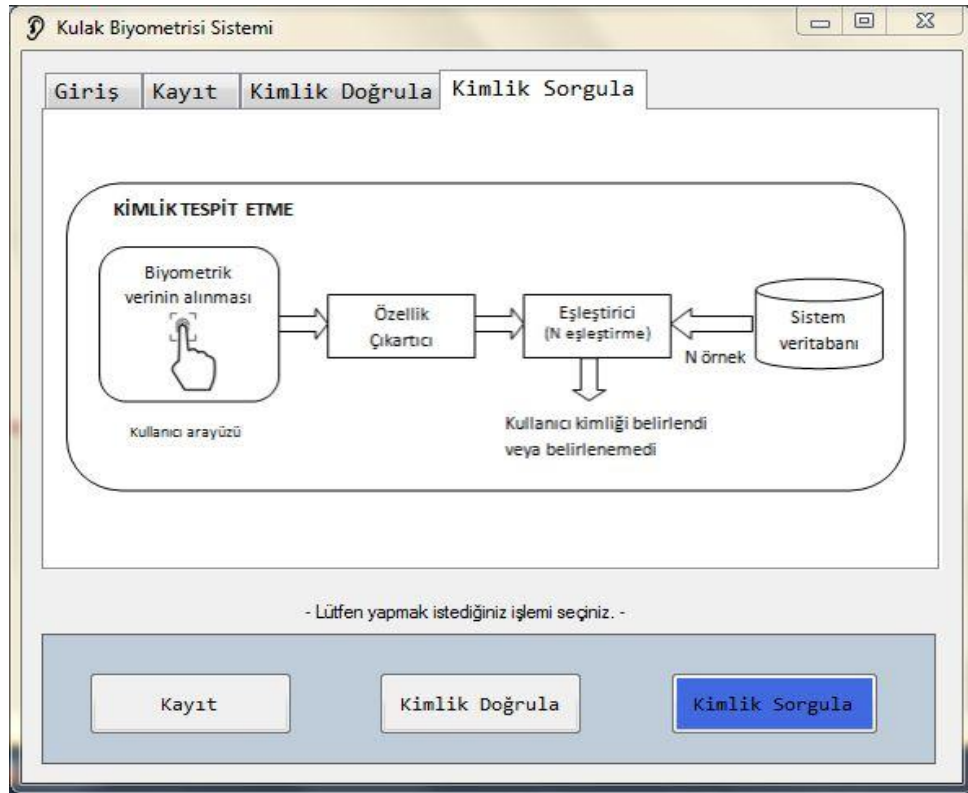 Kulak Biyometrisi Sistemi
Giriş Kayıt Kimlik Doğrula Kimlik Sorgula
KİMLİK TESPİT ETME
Biyometrik
verinin alınması
Kullanıcı arayüzü
Özellik
Çıkartıcı
Eşleştirici
(N eşleştirme)
N örnek
Sistem
veritabanı
Kullanıcı kimliği belirlendi
veya belirlenemedi
- Lütfen yapmak istediğiniz işlemi seçiniz. -
Kayıt Kimlik Doğrula Kimlik Sorgula